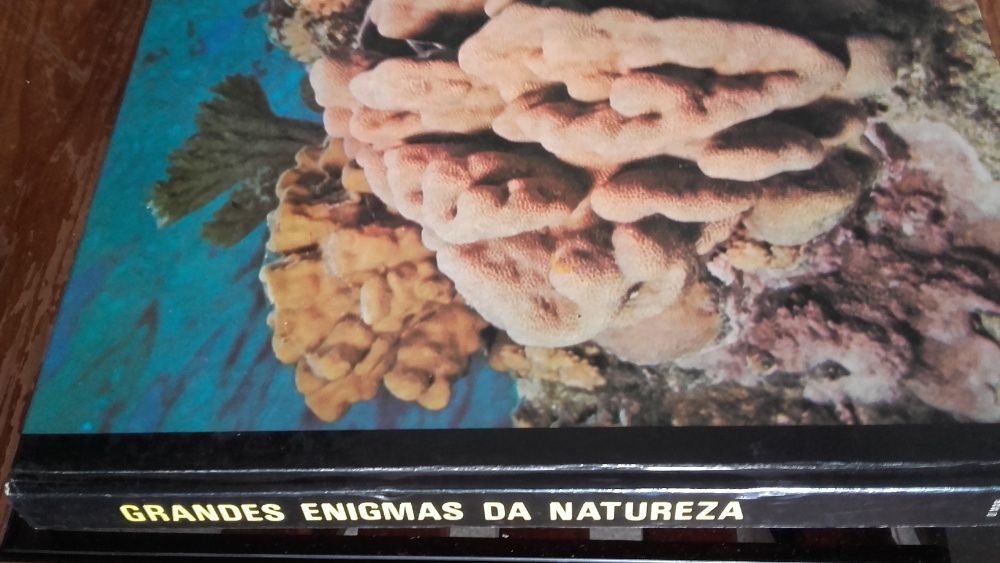 GRANDES ENIGMAS DA NATUREZA